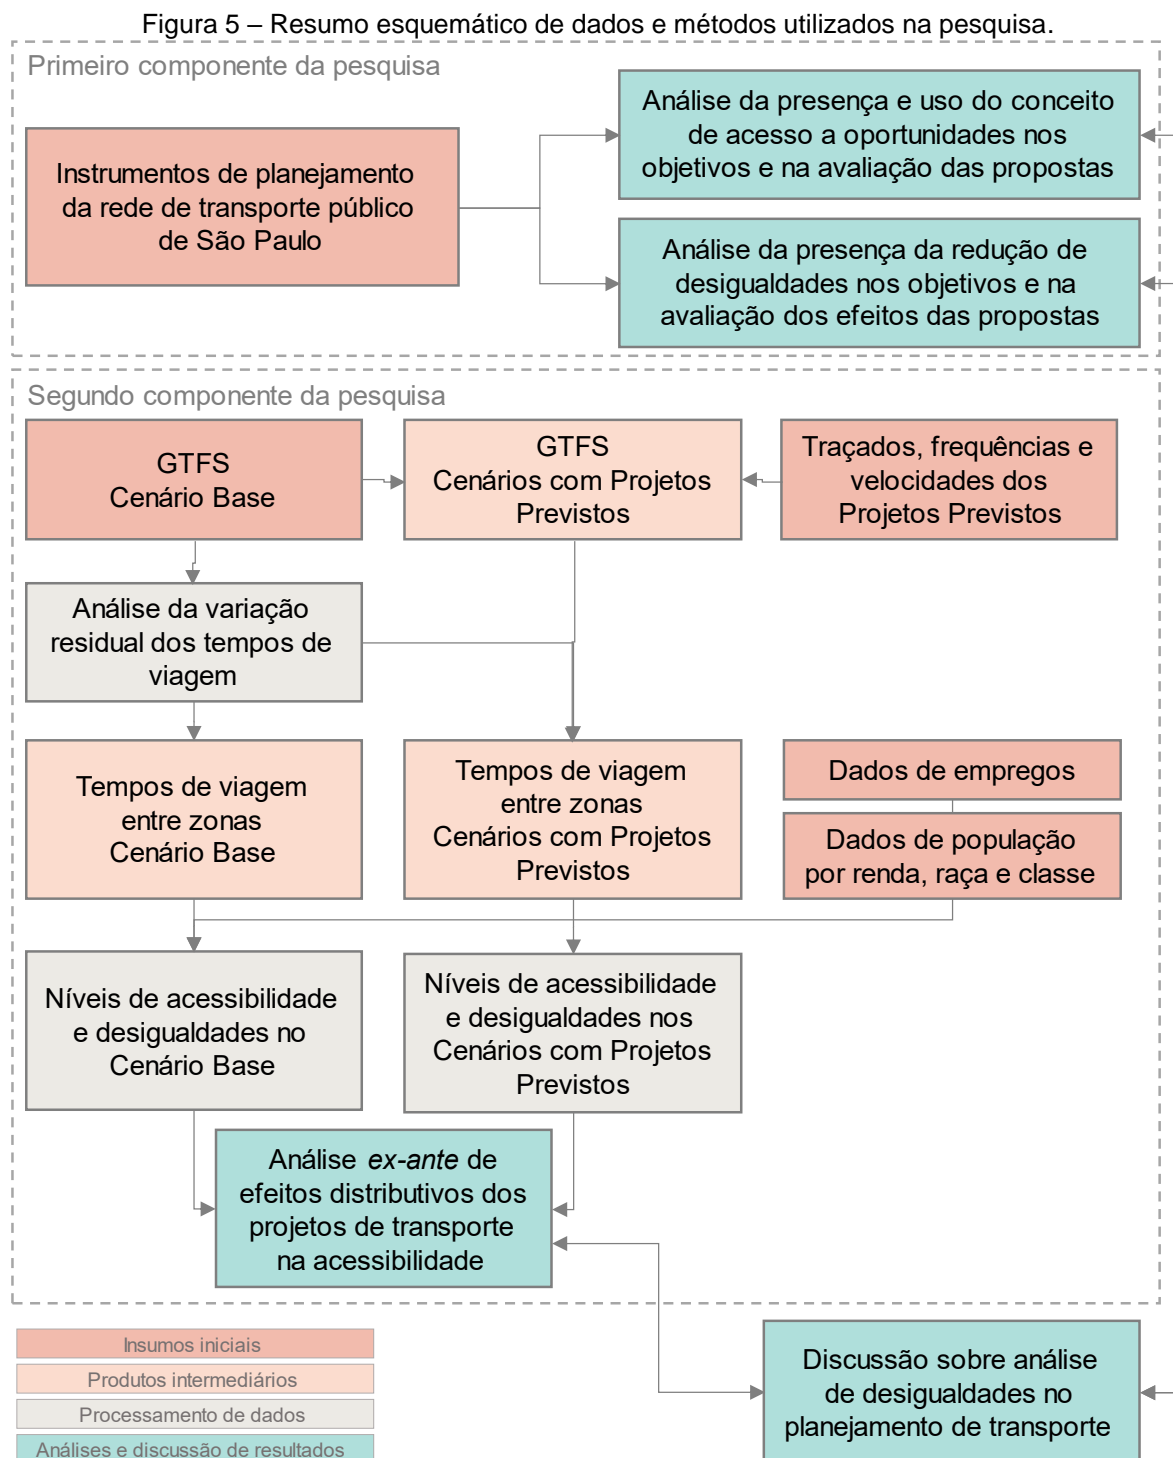 Figura 5 – Resumo esquemático de dados e métodos utilizados na pesquisa.
Primeiro componente da pesquisa
Instrumentos de planejamento
da rede de transporte público
de São Paulo
Análise da presença e uso do conceito
de acesso a oportunidades nos
objetivos e na avaliação das propostas
Análise da presença da redução de
desigualdades nos objetivos e na
avaliação dos efeitos das propostas
Segundo componente da pesquisa
GTFS
Cenário Base
GTFS
Cenários com Projetos
Previstos
Traçados, frequências e
velocidades dos
Projetos Previstos
Análise da variação
residual dos tempos de
viagem
Tempos de viagem
entre zonas
Cenário Base
Tempos de viagem
entre zonas
Cenários com Projetos
Previstos
Dados de empregos
Dados de população
por renda, raça e classe
Níveis de acessibilidade
e desigualdades no
Cenário Base
Níveis de acessibilidade
e desigualdades nos
Cenários com Projetos
Previstos
Análise ex-ante de
efeitos distributivos dos
projetos de transporte
na acessibilidade
Insumos iniciais
Produtos intermediários
Processamento de dados
Análises e discussão de resultados
Discussão sobre análise
de desigualdades no
planejamento de transporte